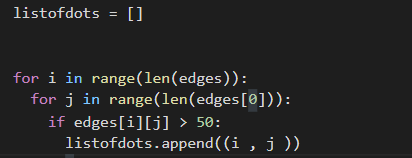 listofdots = []
for i in range(len(edges)):
for j in range(len(edges[0])):
if edges[i][j] > 50:
listofdots.append((i , j ))